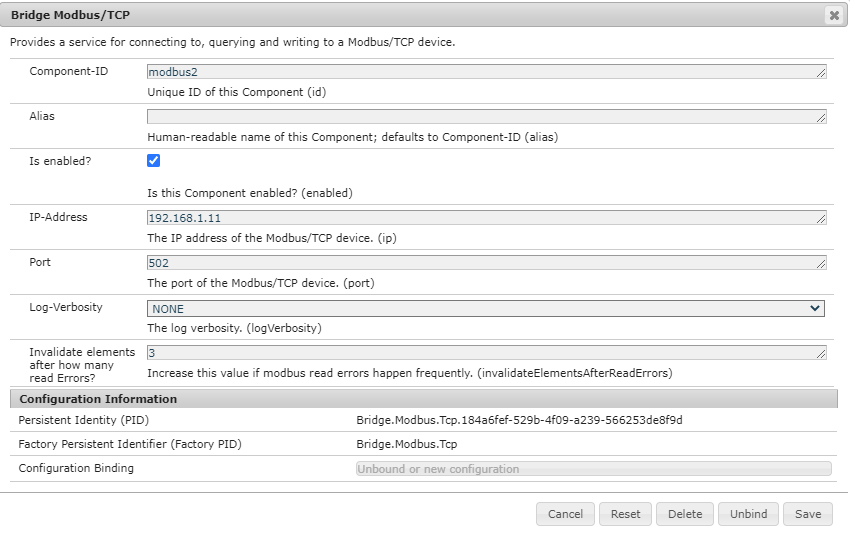 Bridge Modbus/TCP
Provides a service for connecting to, querying and writing to a Modbus/TCP device.
Component-ID
modbus2
Unique ID of this Component (id)
Alias
Human-readable name of this Component; defaults to Component-ID (alias)
Is enabled?
Is this Component enabled? (enabled)
IP-Address
192.168.1.11
The IP address of the Modbus/TCP device. (ip)
Port
502
The port of the Modbus/TCP device. (port)
Log-Verbosity
NONE
The log verbosity. (logVerbosity)
Invalidate elements
after how many
read Errors?
3
Increase this value if modbus read errors happen frequently. (invalidateElementsAfterReadErrors)
Configuration Information
Persistent Identity (PID)
Bridge.Modbus.Tcp.184a6fef-529b-4f09-a239-566253de8f9d
Factory Persistent Identifier (Factory PID)
Bridge.Modbus.Tcp
Configuration Binding
Unbound or new configuration
Cancel
Reset
Delete
Unbind
Save